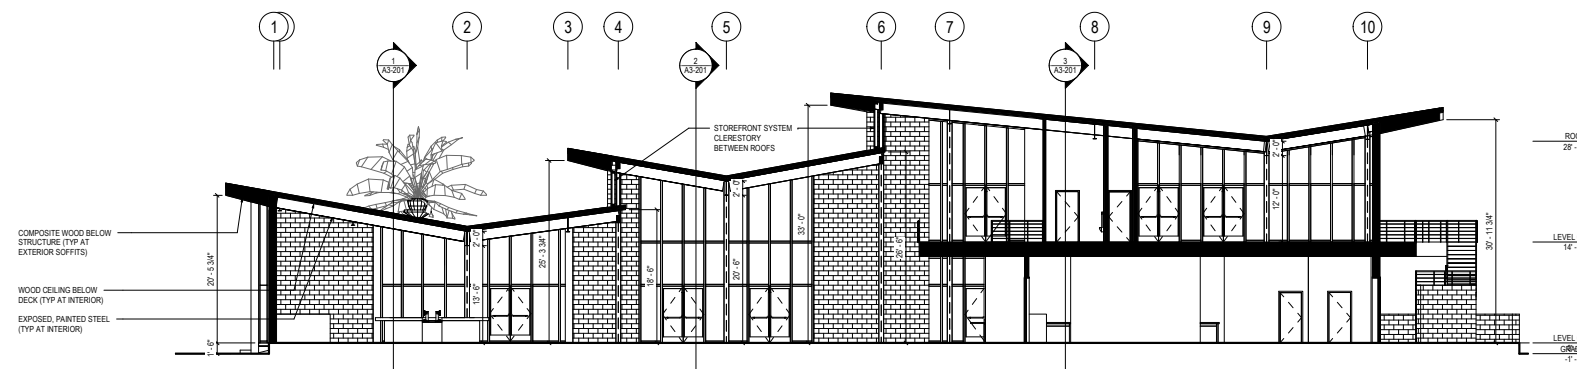 1
2
3
4
5
6
7
8
9
10
1
A3-201
2
A3-201
3
A3-201
STOREFRONT SYSTEM
CLERESTORY
BETWEEN ROOFS
COMPOSITE WOOD BELOW
STRUCTURE (TYP AT
EXTERIOR SOFFITS)
WOOD CEILING BELOW
DECK (TYP AT INTERIOR)
EXPOSED, PAINTED STEEL
(TYP AT INTERIOR)
20' - 5 3/4"
1' - 6"
2' - 0"
13' - 6"
25' - 3 3/4"
18' - 6"
2' - 0"
20' - 6"
33' - 0"
26' - 6"
2' - 0"
12' - 0"
30' - 11 3/4"
28' -
LEVEL
14' -
LEVEL
-1' -